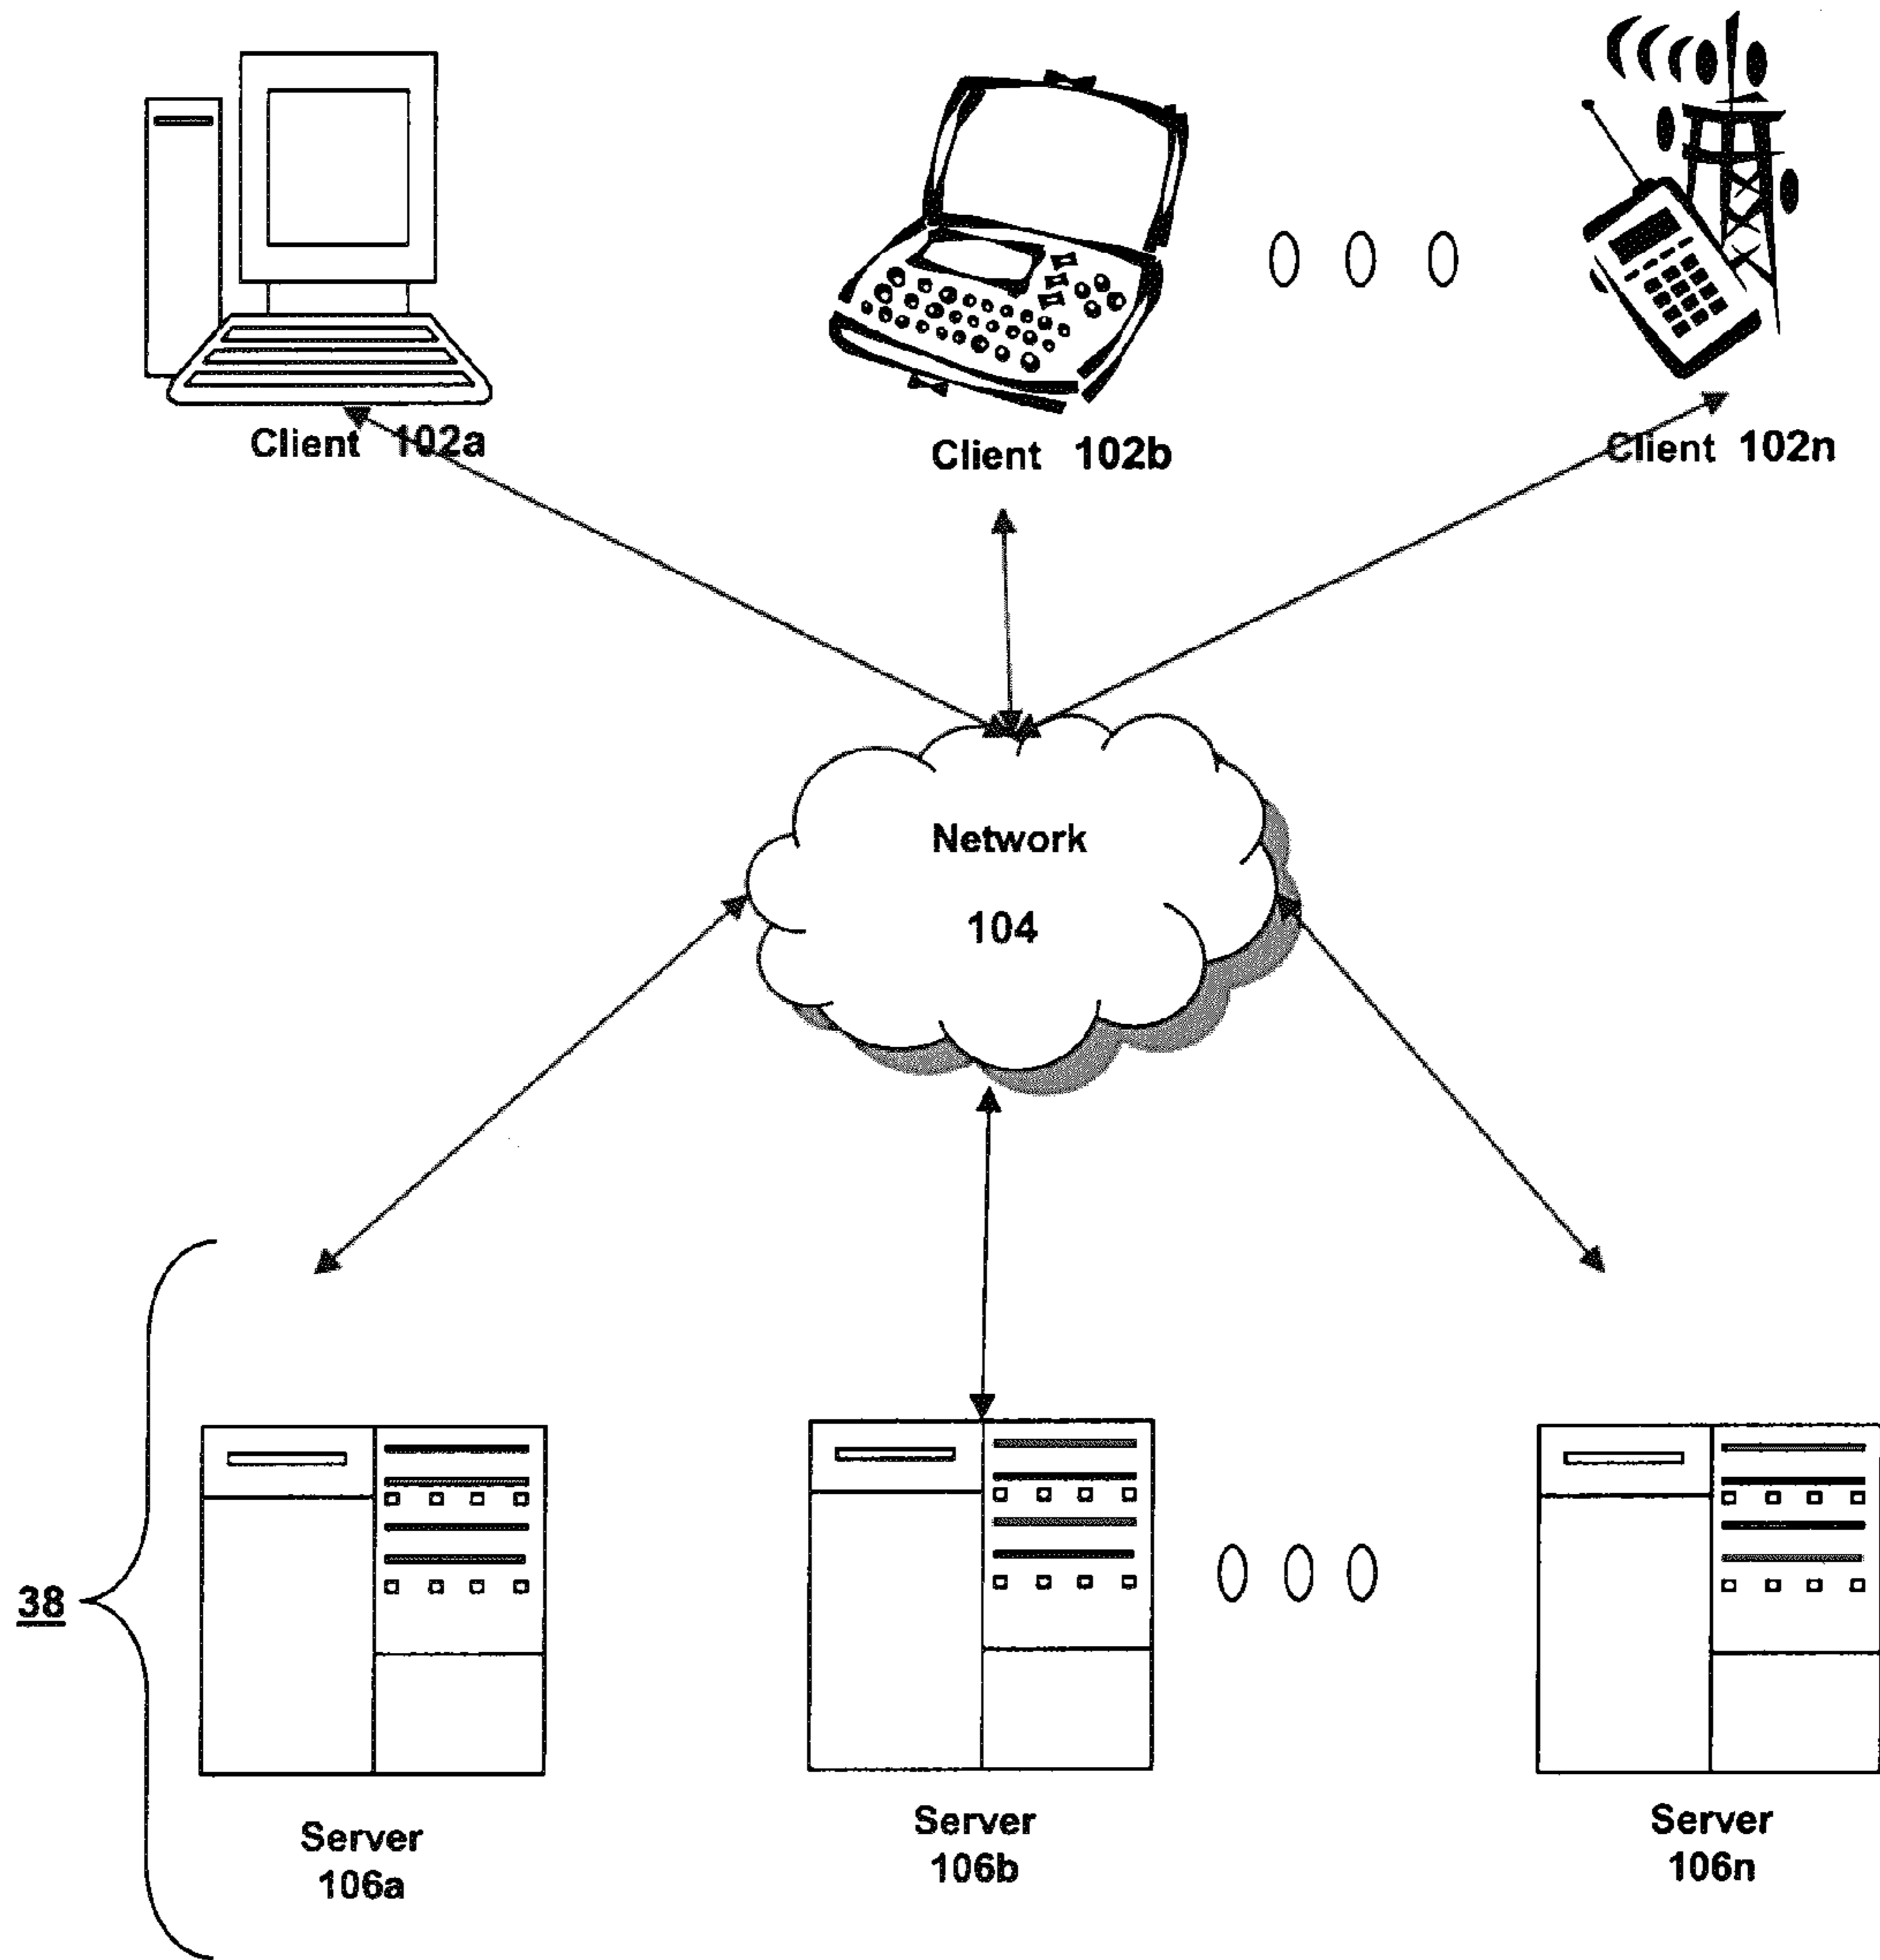 Client 102a
Client 102b
Client 102n
Network
104
38
Server
106a
Server
106b
Server
106n